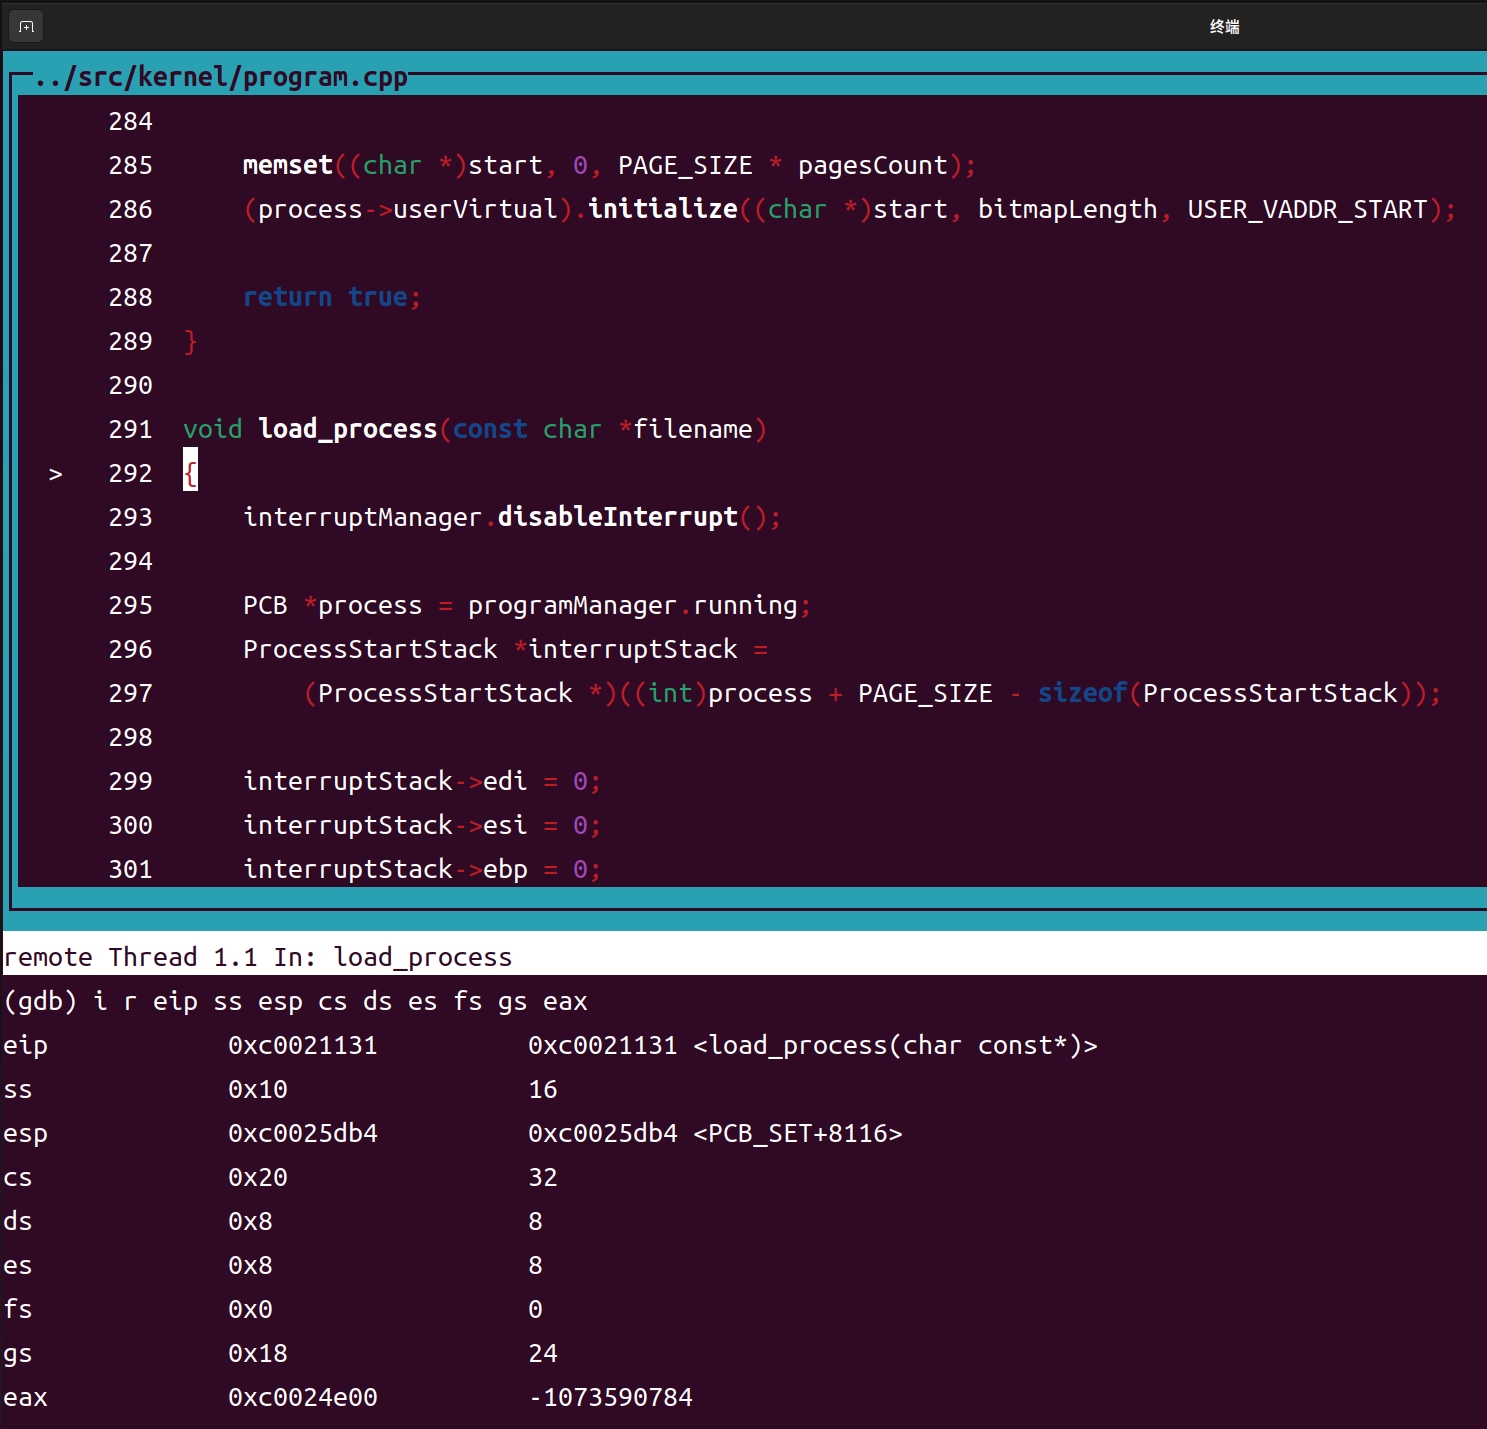 终端
../src/kernel/program.cpp
284
285 memset((char *)start, 0, PAGE_SIZE * pagesCount);
286 (process->userVirtual).initialize((char *)start, bitmapLength, USER_VADDR_START);
287
288 return true;
289 }
290
291 void load_process(const char *filename)
> 292 {
293 interruptManager.disableInterrupt();
294
295 PCB *process = programManager.running;
296 ProcessStartStack *interruptStack =
297 (ProcessStartStack *)((int)process + PAGE_SIZE - sizeof(ProcessStartStack));
298
299 interruptStack->edi = 0;
300 interruptStack->esi = 0;
301 interruptStack->ebp = 0;
remote Thread 1.1 In: load_process
(gdb) i r eip ss esp cs ds es fs gs eax
eip 0xc0021131 0xc0021131 <load_process(char const*)>
ss 0x10 16
esp 0xc0025db4 0xc0025db4 <PCB_SET+8116>
cs 0x20 32
ds 0x8 8
es 0x8 8
fs 0x0 0
gs 0x18 24
eax 0xc0024e00 -1073590784